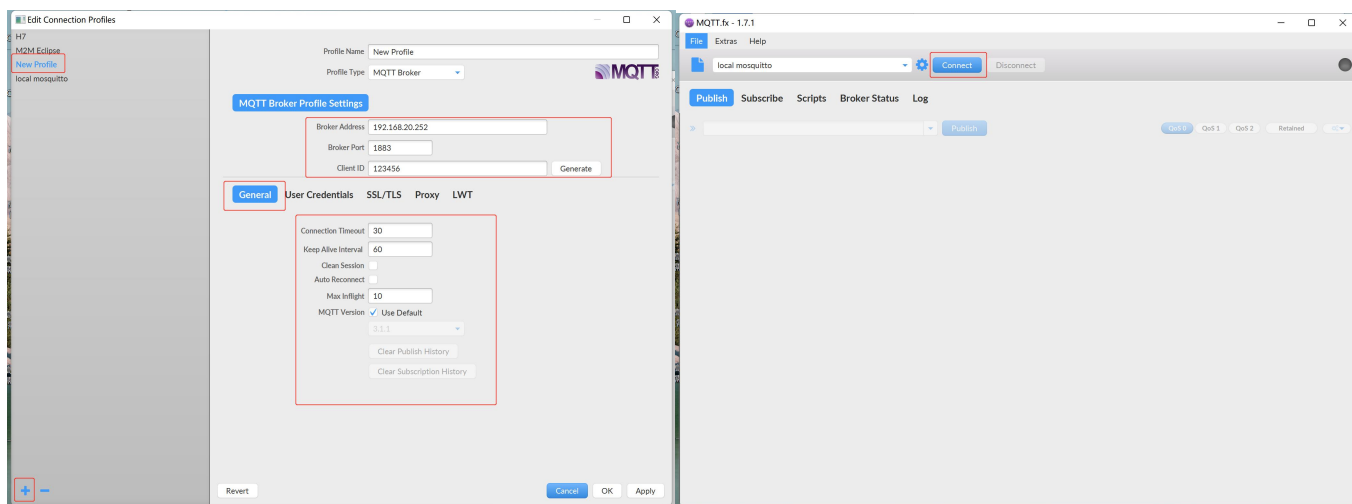 Edit Connection Profiles
H7
M2M Eclipse
New Profile
local mosquitto
Profile Name New Profile
Profile Type MQTT Broker
MQTT
MQTT Broker Profile Settings
Broker Address 192.168.20.252
Broker Port 1883
Client ID 123456 Generate
General User Credentials SSL/TLS Proxy LWT
Connection Timeout 30
Keep Alive Interval 60
Clean Session
Auto Reconnect
Max Inflight 10
MQTT Version Use Default
3.1.1
Clear Publish History
Clear Subscription History
Revert Cancel OK Apply
MQTT.fx - 1.7.1
File Extras Help
local mosquitto Connect Disconnect
Publish Subscribe Scripts Broker Status Log
Publish QoS 0 QoS 1 QoS 2 Retained